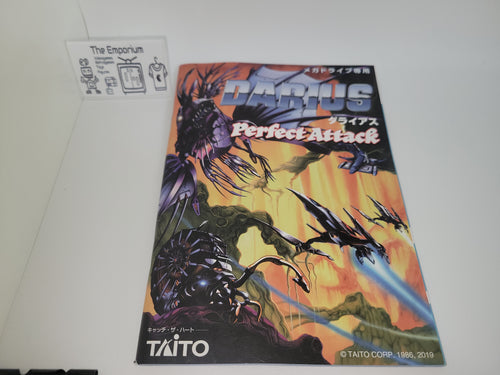 The Emporium
メガドライブ専用
DARIUS
ダライアス
Perfect Attack
キャッチ・ザ・ハート
TAITO
© TAITO CORP. 1986, 2019